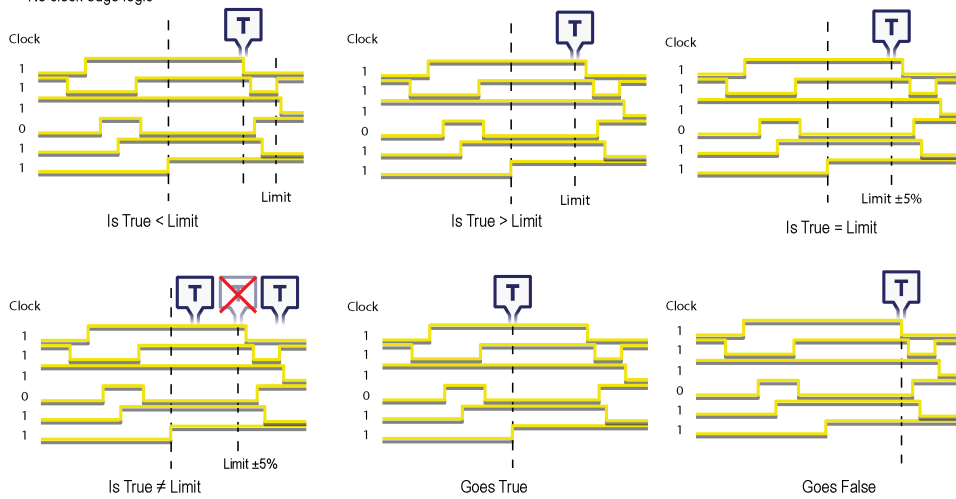 No clock edge logic
T
Clock
1
1
1
0
1
1
Limit
Is True < Limit
T
1
1
1
0
1
1
Limit
Is True > Limit
T
Clock
1
1
1
0
1
1
Limit ±5%
Is True = Limit
T T T
Clock
1
1
1
0
1
1
Limit ±5%
Is True ≠ Limit
T
Clock
1
1
1
0
1
1
Goes True
T
Clock
1
1
1
0
1
1
Goes False